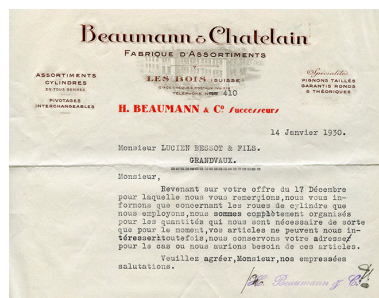 Beaumann & Chatelain
FABRIQUE D'ASSORTIMENTS
ASSORTIMENTS
CYLINDRES
EN TOUS GENRES
PIVOTAGES
INTERCHANGEABLES
LES BOIS (SUISSE)
TÉLÉPHONE 410
Spécialités
PIGNONS TAILLÉS
GARANTIS RONDS
& THÉORIQUES
H. BEAUMANN & Co Successeurs
14 Janvier 1930.
Monsieur LUCIEN BESSOT & FILS.
GRANDVAUX.
Monsieur,
Revenant sur votre offre du 17 Décembre
pour laquelle nous vous remerçions,nous vous in-
formons que concernant les roues de cylindre que
nous employons,nous sommes complètement organisés
pour les quantités qui nous sont nécessaire de sorte
que pour le moment,vos articles ne peuvent nous in-
téresser toutefois,nous conservons votre adresse
pour le cas ou nous aurions besoin de ces articles.
Veuillez agréer,Monsieur,nos empressées
salutations.
H. Beaumann & Co